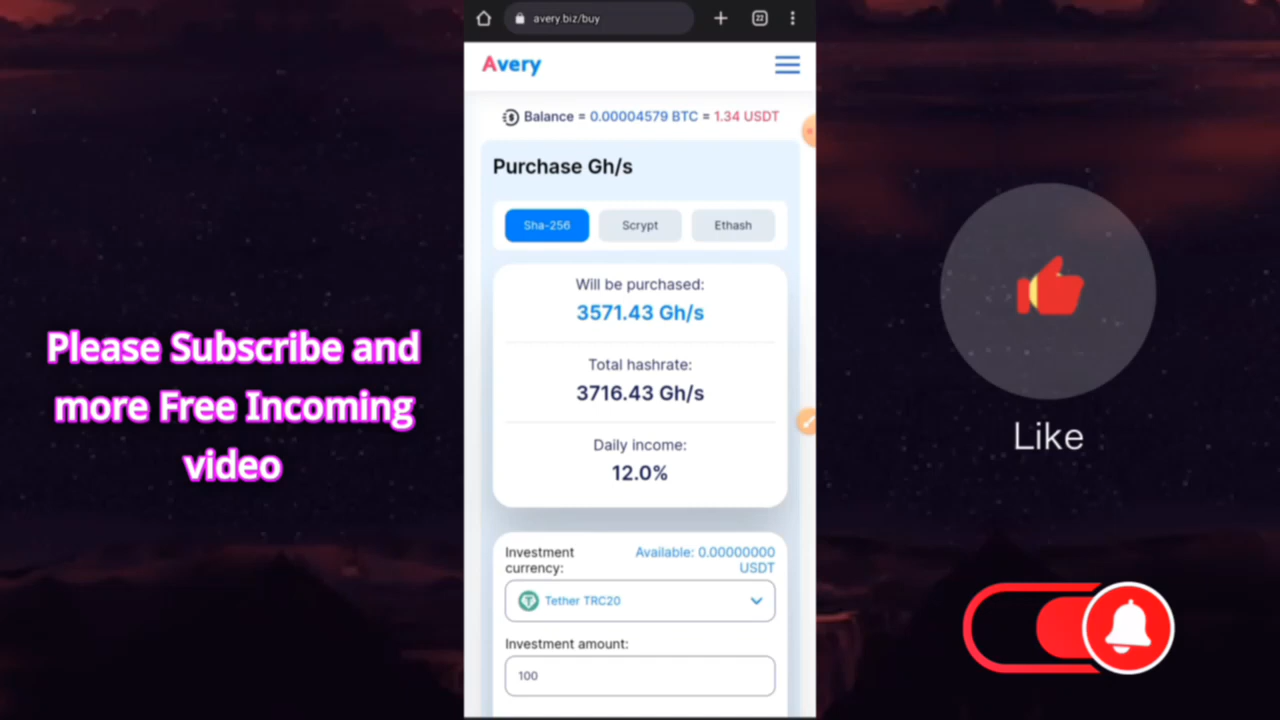 Please Subscribe and
more Free Incoming
video
avery.biz/buy
22
Avery
Balance = 0.00004579 BTC = 1.34 USDT
Purchase Gh/s
Sha-256 Scrypt Ethash
Will be purchased:
3571.43 Gh/s
Total hashrate:
3716.43 Gh/s
Daily income:
12.0%
Investment
currency:
Available: 0.00000000
USDT
Tether TRC20
Investment amount:
100
Like